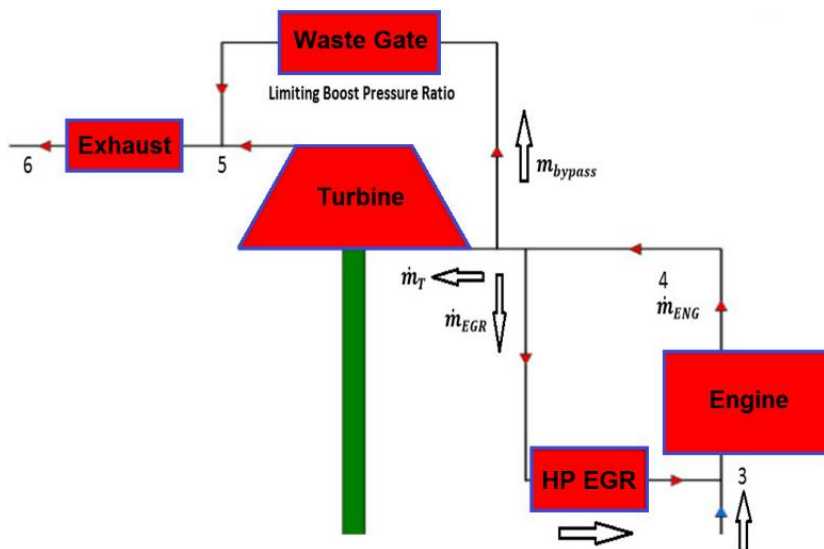 Waste Gate
Limiting Boost Pressure Ratio
6
Exhaust
5
Turbine
m_bypass
ṁ_T
ṁ_EGR
4
ṁ_ENG
Engine
HP EGR
3